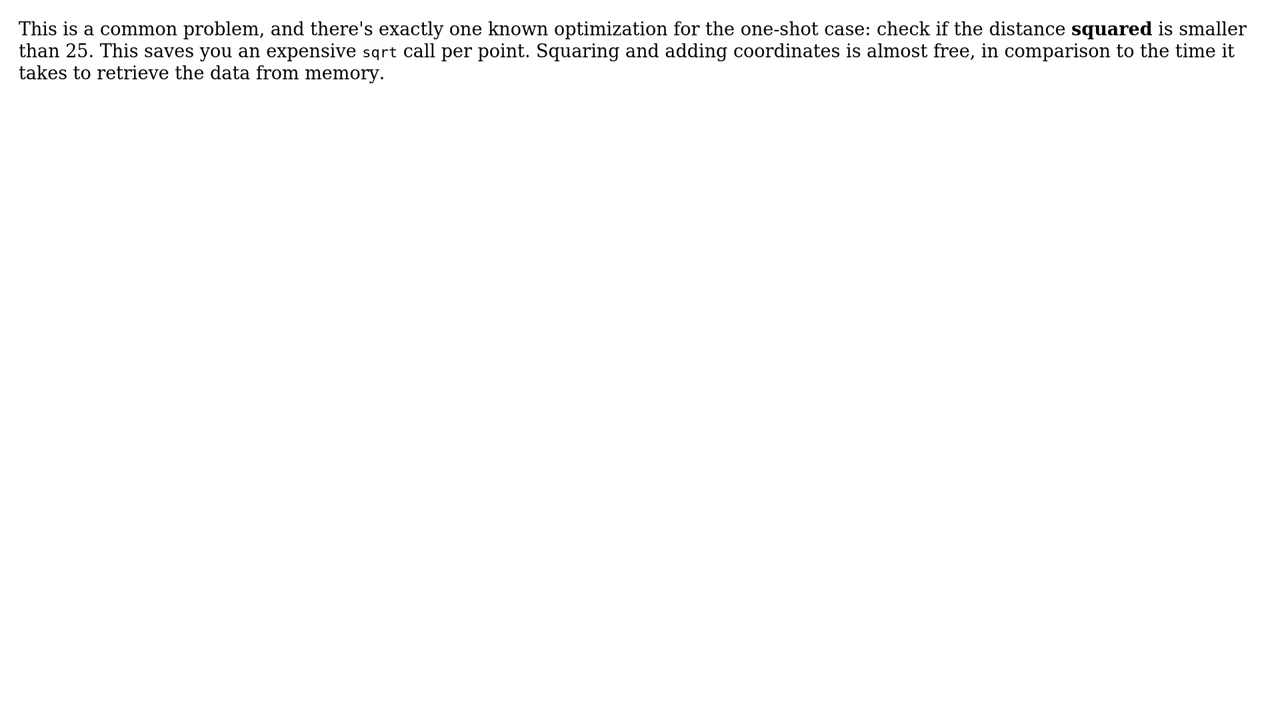 This is a common problem, and there's exactly one known optimization for the one-shot case: check if the distance squared is smaller
than 25. This saves you an expensive sqrt call per point. Squaring and adding coordinates is almost free, in comparison to the time it
takes to retrieve the data from memory.